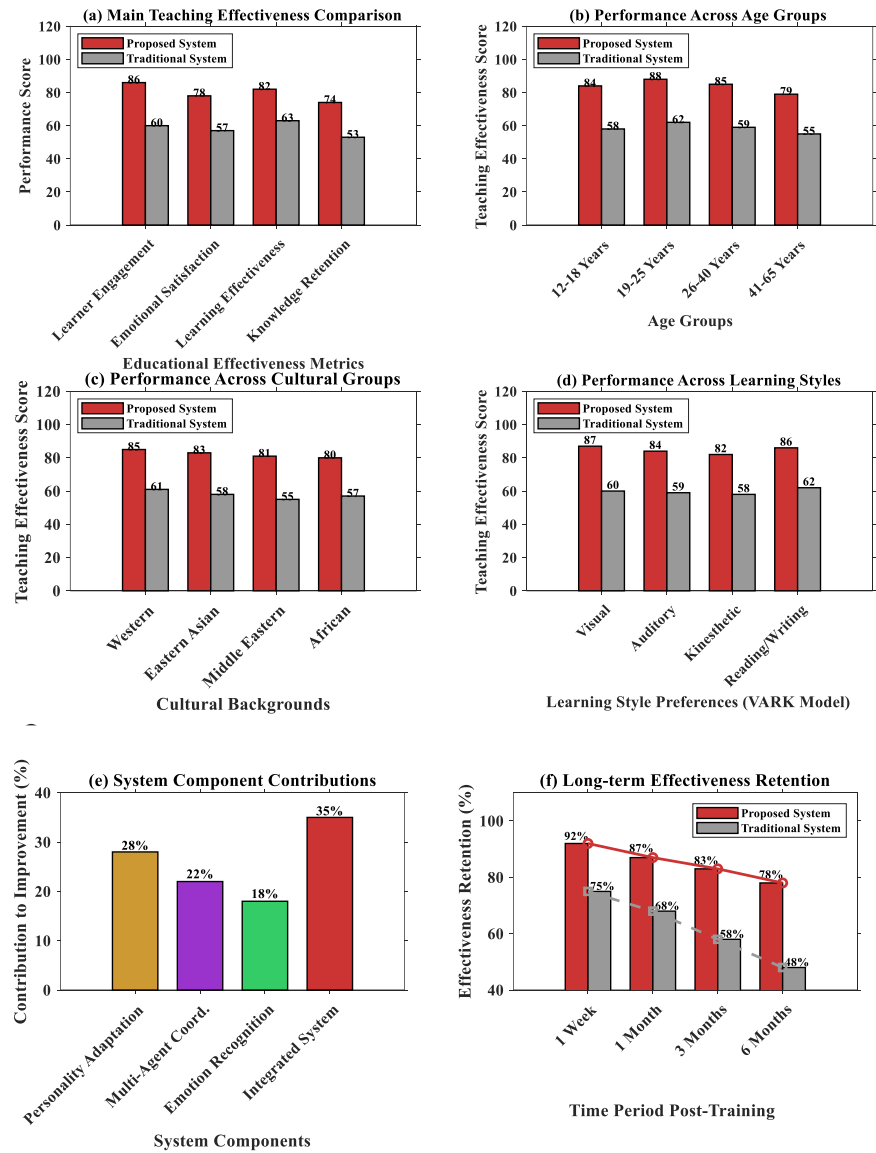 (a) Main Teaching Effectiveness Comparison
Performance Score
120
100
80
60
40
20
0
Proposed System
Traditional System
86
60
78
57
82
63
74
53
Learner Engagement
Emotional Satisfaction
Learning Effectiveness
Knowledge Retention
Educational Effectiveness Metrics
(b) Performance Across Age Groups
Teaching Effectiveness Score
120
100
80
60
40
20
0
Proposed System
Traditional System
84
58
88
62
85
59
79
55
12-18 Years
19-25 Years
26-40 Years
41-65 Years
Age Groups
(c) Performance Across Cultural Groups
Teaching Effectiveness Score
120
100
80
60
40
20
0
Proposed System
Traditional System
85
61
83
58
81
55
80
57
Western
Eastern Asian
Middle Eastern
African
Cultural Backgrounds
(d) Performance Across Learning Styles
Teaching Effectiveness Score
120
100
80
60
40
20
0
Proposed System
Traditional System
87
60
84
59
82
58
86
62
Visual
Auditory
Kinesthetic
Reading/Writing
Learning Style Preferences (VARK Model)
(e) System Component Contributions
Contribution to Improvement (%)
40
30
20
10
0
28%
22%
18%
35%
Personality Adaptation
Multi-Agent Coord.
Emotion Recognition
Integrated System
System Components
(f) Long-term Effectiveness Retention
Effectiveness Retention (%)
100
80
60
40
Proposed System
Traditional System
92%
75%
87%
68%
83%
58%
78%
48%
1 Week
1 Month
3 Months
6 Months
Time Period Post-Training